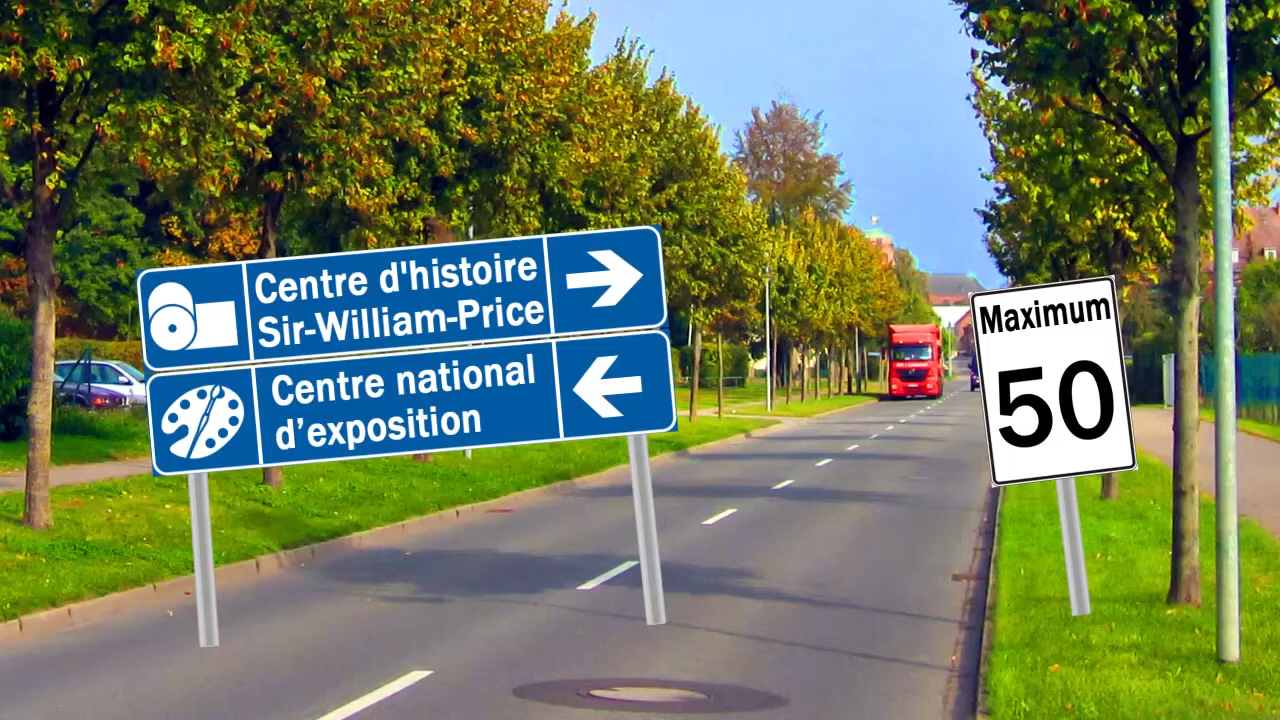 Centre d'histoire
Sir-William-Price
Centre national
d’exposition
Maximum
50